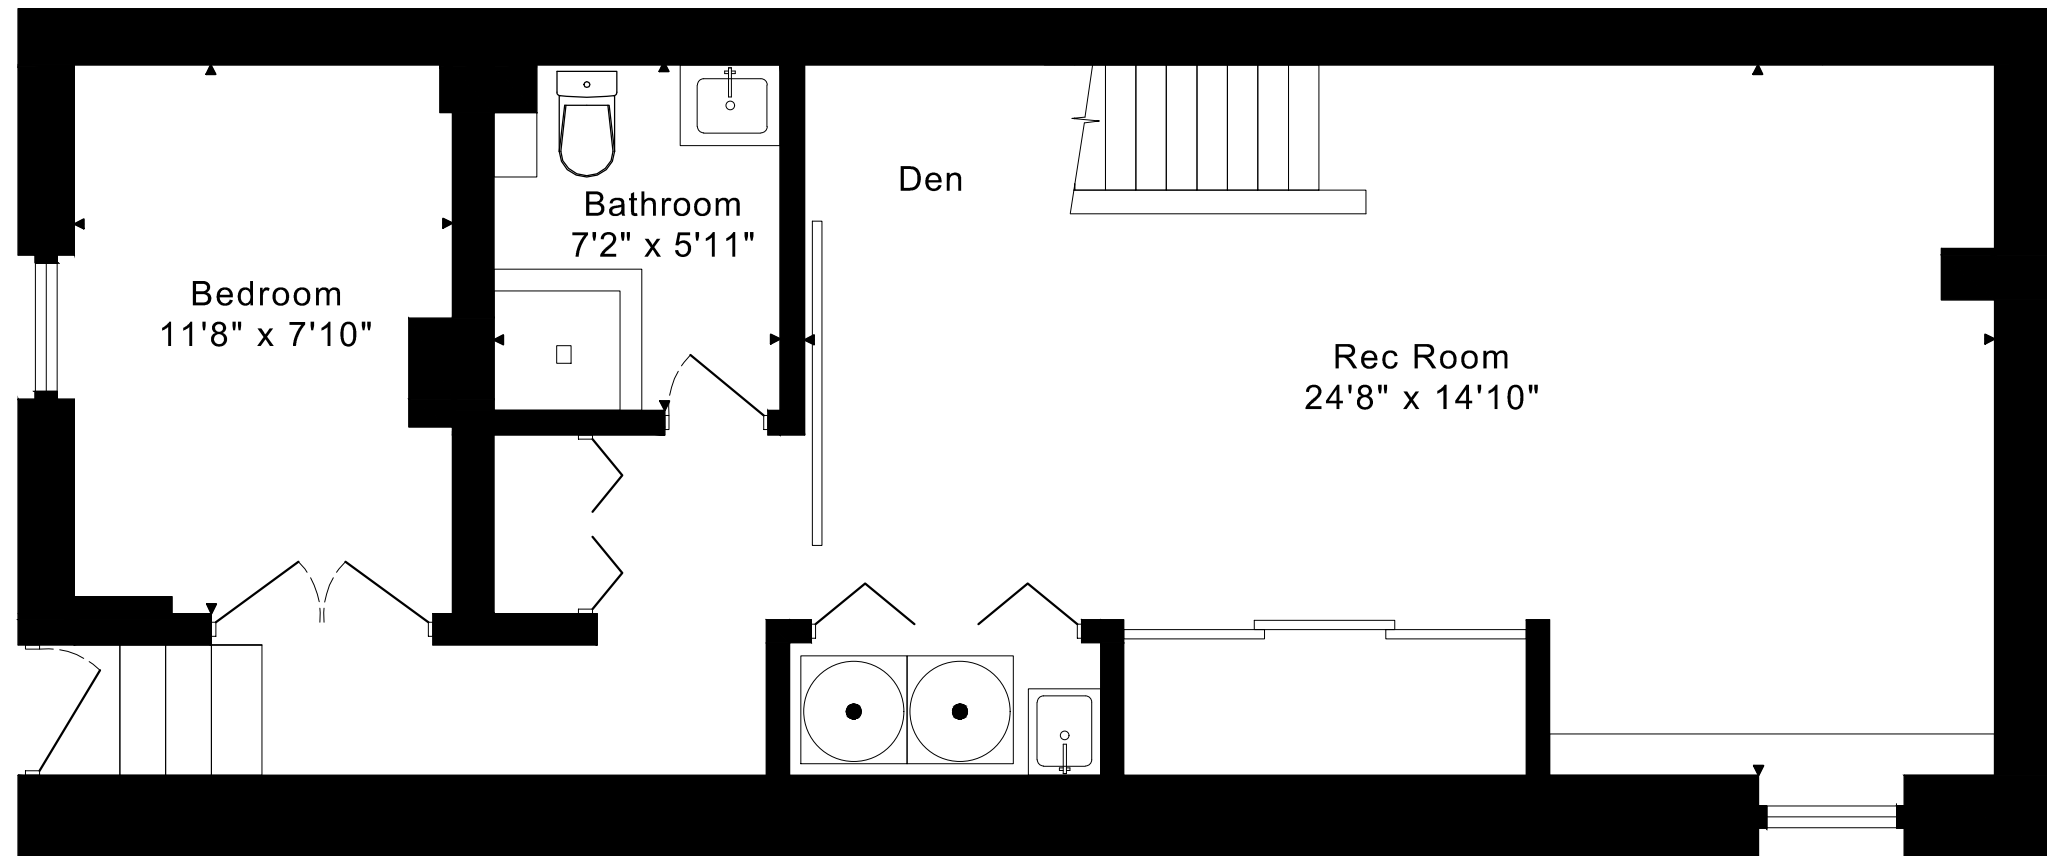 Den
Bathroom
7'2" x 5'11"
Bedroom
11'8" x 7'10"
Rec Room
24'8" x 14'10"